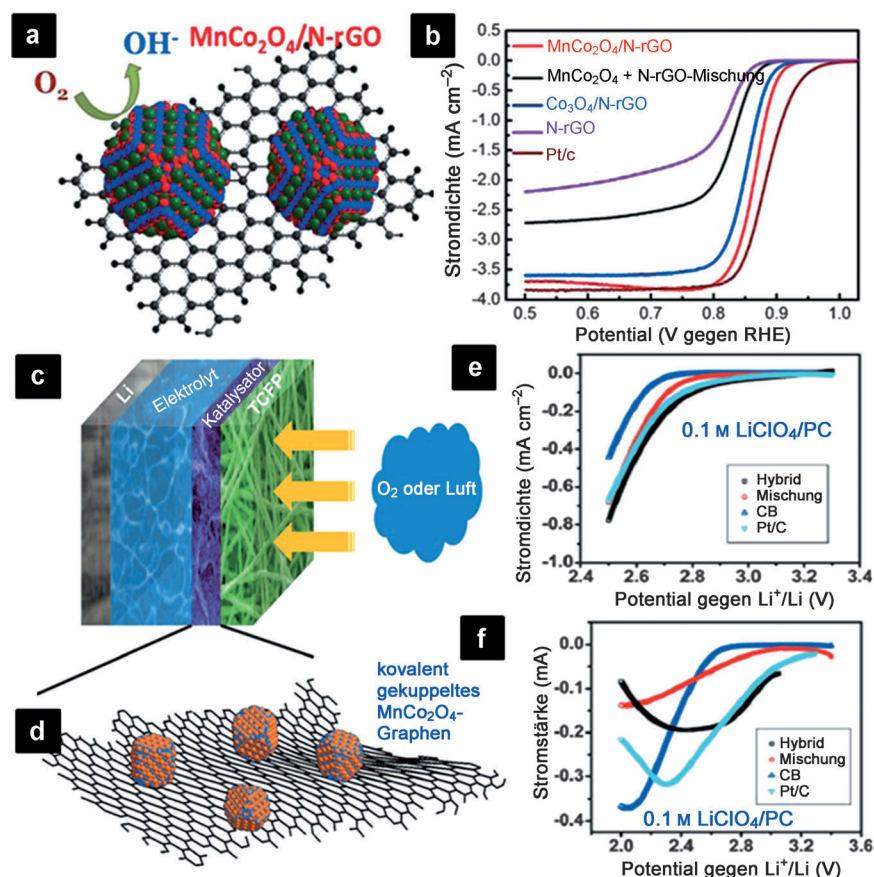 a
O₂
OH⁻
MnCo₂O₄/N-rGO
b
Stromdichte (mA cm⁻²)
0.5
0.0
-0.5
-1.0
-1.5
-2.0
-2.5
-3.0
-3.5
-4.0
MnCo₂O₄/N-rGO
MnCo₂O₄ + N-rGO-Mischung
Co₃O₄/N-rGO
N-rGO
Pt/c
0.5 0.6 0.7 0.8 0.9 1.0
Potential (V gegen RHE)
c
Li
Elektrolyt
Katalysator
TCFP
O₂ oder Luft
d
kovalent
gekuppeltes
MnCo₂O₄-
Graphen
e
Stromdichte (mA cm⁻²)
0.0
-0.2
-0.4
-0.6
-0.8
-1.0
0.1 M LiClO₄/PC
Hybrid
Mischung
CB
Pt/C
2.4 2.6 2.8 3.0 3.2 3.4
Potential gegen Li⁺/Li (V)
f
Stromstärke (mA)
0.0
-0.1
-0.2
-0.3
-0.4
Hybrid
Mischung
CB
Pt/C
0.1 M LiClO₄/PC
2.0 2.4 2.8 3.2 3.6
Potential gegen Li⁺/Li (V)